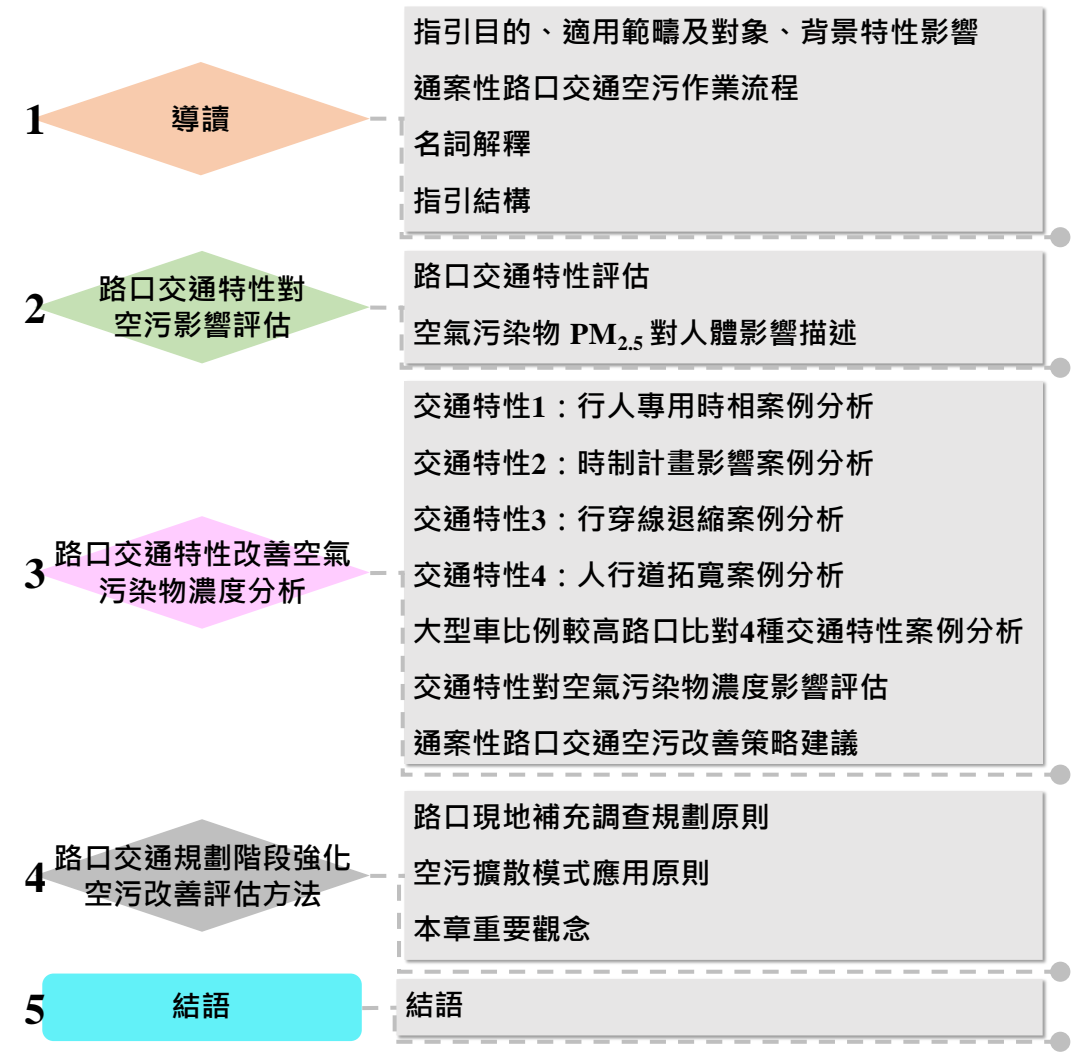 1
導讀
指引目的、適用範疇及對象、背景特性影響
通案性路口交通空污作業流程
名詞解釋
指引結構
2
路口交通特性對
空污影響評估
路口交通特性評估
空氣污染物 PM2.5 對人體影響描述
3
路口交通特性改善空氣
污染物濃度分析
交通特性1：行人專用時相案例分析
交通特性2：時制計畫影響案例分析
交通特性3：行穿線退縮案例分析
交通特性4：人行道拓寬案例分析
大型車比例較高路口比對4種交通特性案例分析
交通特性對空氣污染物濃度影響評估
通案性路口交通空污改善策略建議
4
路口交通規劃階段強化
空污改善評估方法
路口現地補充調查規劃原則
空污擴散模式應用原則
本章重要觀念
5
結語
結語